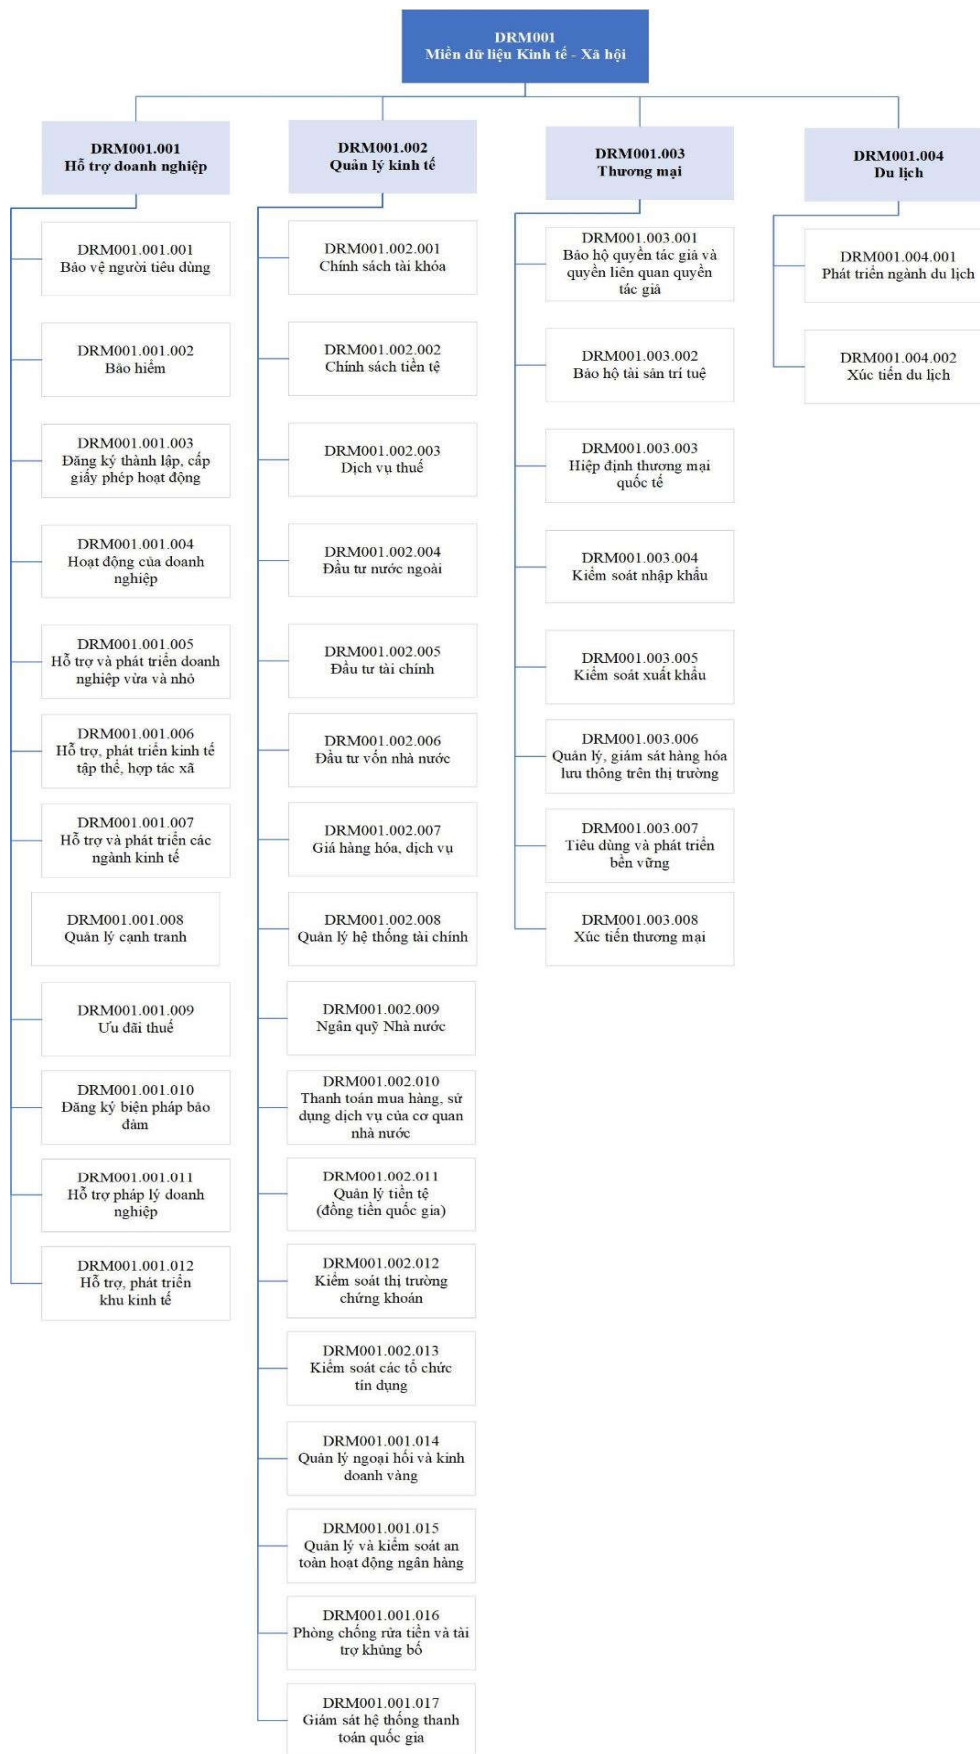 DRM001
Miền dữ liệu Kinh tế - Xã hội
DRM001.001
Hỗ trợ doanh nghiệp
DRM001.001.001
Bảo vệ người tiêu dùng
DRM001.001.002
Bảo hiểm
DRM001.001.003
Đăng ký thành lập, cấp
giấy phép hoạt động
DRM001.001.004
Hoạt động của doanh
nghiệp
DRM001.001.005
Hỗ trợ và phát triển doanh
nghiệp vừa và nhỏ
DRM001.001.006
Hỗ trợ, phát triển kinh tế
tập thể, hợp tác xã
DRM001.001.007
Hỗ trợ và phát triển các
ngành kinh tế
DRM001.001.008
Quản lý cạnh tranh
DRM001.001.009
Ưu đãi thuế
DRM001.001.010
Đăng ký biện pháp bảo
đảm
DRM001.001.011
Hỗ trợ pháp lý doanh
nghiệp
DRM001.001.012
Hỗ trợ, phát triển
khu kinh tế
DRM001.002
Quản lý kinh tế
DRM001.002.001
Chính sách tài khóa
DRM001.002.002
Chính sách tiền tệ
DRM001.002.003
Dịch vụ thuế
DRM001.002.004
Đầu tư nước ngoài
DRM001.002.005
Đầu tư tài chính
DRM001.002.006
Đầu tư vốn nhà nước
DRM001.002.007
Giá hàng hóa, dịch vụ
DRM001.002.008
Quản lý hệ thống tài chính
DRM001.002.009
Ngân quỹ Nhà nước
DRM001.002.010
Thanh toán mua hàng, sử
dụng dịch vụ của cơ quan
nhà nước
DRM001.002.011
Quản lý tiền tệ
(đồng tiền quốc gia)
DRM001.002.012
Kiểm soát thị trường
chứng khoán
DRM001.002.013
Kiểm soát các tổ chức
tín dụng
DRM001.001.014
Quản lý ngoại hối và kinh
doanh vàng
DRM001.001.015
Quản lý và kiểm soát an
toàn hoạt động ngân hàng
DRM001.001.016
Phòng chống rửa tiền và tài
trợ khủng bố
DRM001.001.017
Giám sát hệ thống thanh
toán quốc gia
DRM001.003
Thương mại
DRM001.003.001
Bảo hộ quyền tác giả và
quyền liên quan quyền
tác giả
DRM001.003.002
Bảo hộ tài sản trí tuệ
DRM001.003.003
Hiệp định thương mại
quốc tế
DRM001.003.004
Kiểm soát nhập khẩu
DRM001.003.005
Kiểm soát xuất khẩu
DRM001.003.006
Quản lý, giám sát hàng hóa
lưu thông trên thị trường
DRM001.003.007
Tiêu dùng và phát triển
bền vững
DRM001.003.008
Xúc tiến thương mại
DRM001.004
Du lịch
DRM001.004.001
Phát triển ngành du lịch
DRM001.004.002
Xúc tiến du lịch